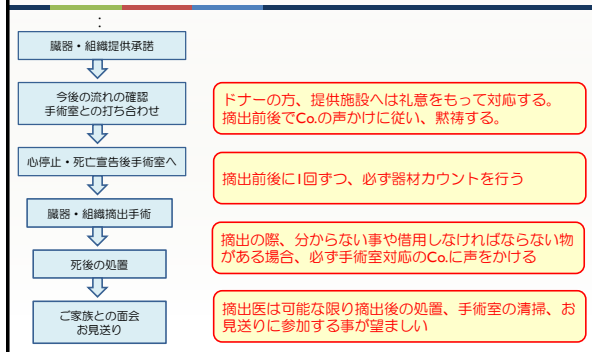 ：
臓器・組織提供承諾
今後の流れの確認
手術室との打ち合わせ
ドナーの方、提供施設へは礼意をもって対応する。
摘出前後でCo.の声かけに従い、黙祷する。
心停止・死亡宣告後手術室へ
摘出前後に1回ずつ、必ず器材カウントを行う
臓器・組織摘出手術
摘出の際、分からない事や借用しなければならない物
がある場合、必ず手術室対応のCo.に声をかける
死後の処置
ご家族との面会
お見送り
摘出医は可能な限り摘出後の処置、手術室の清掃、お
見送りに参加する事が望ましい